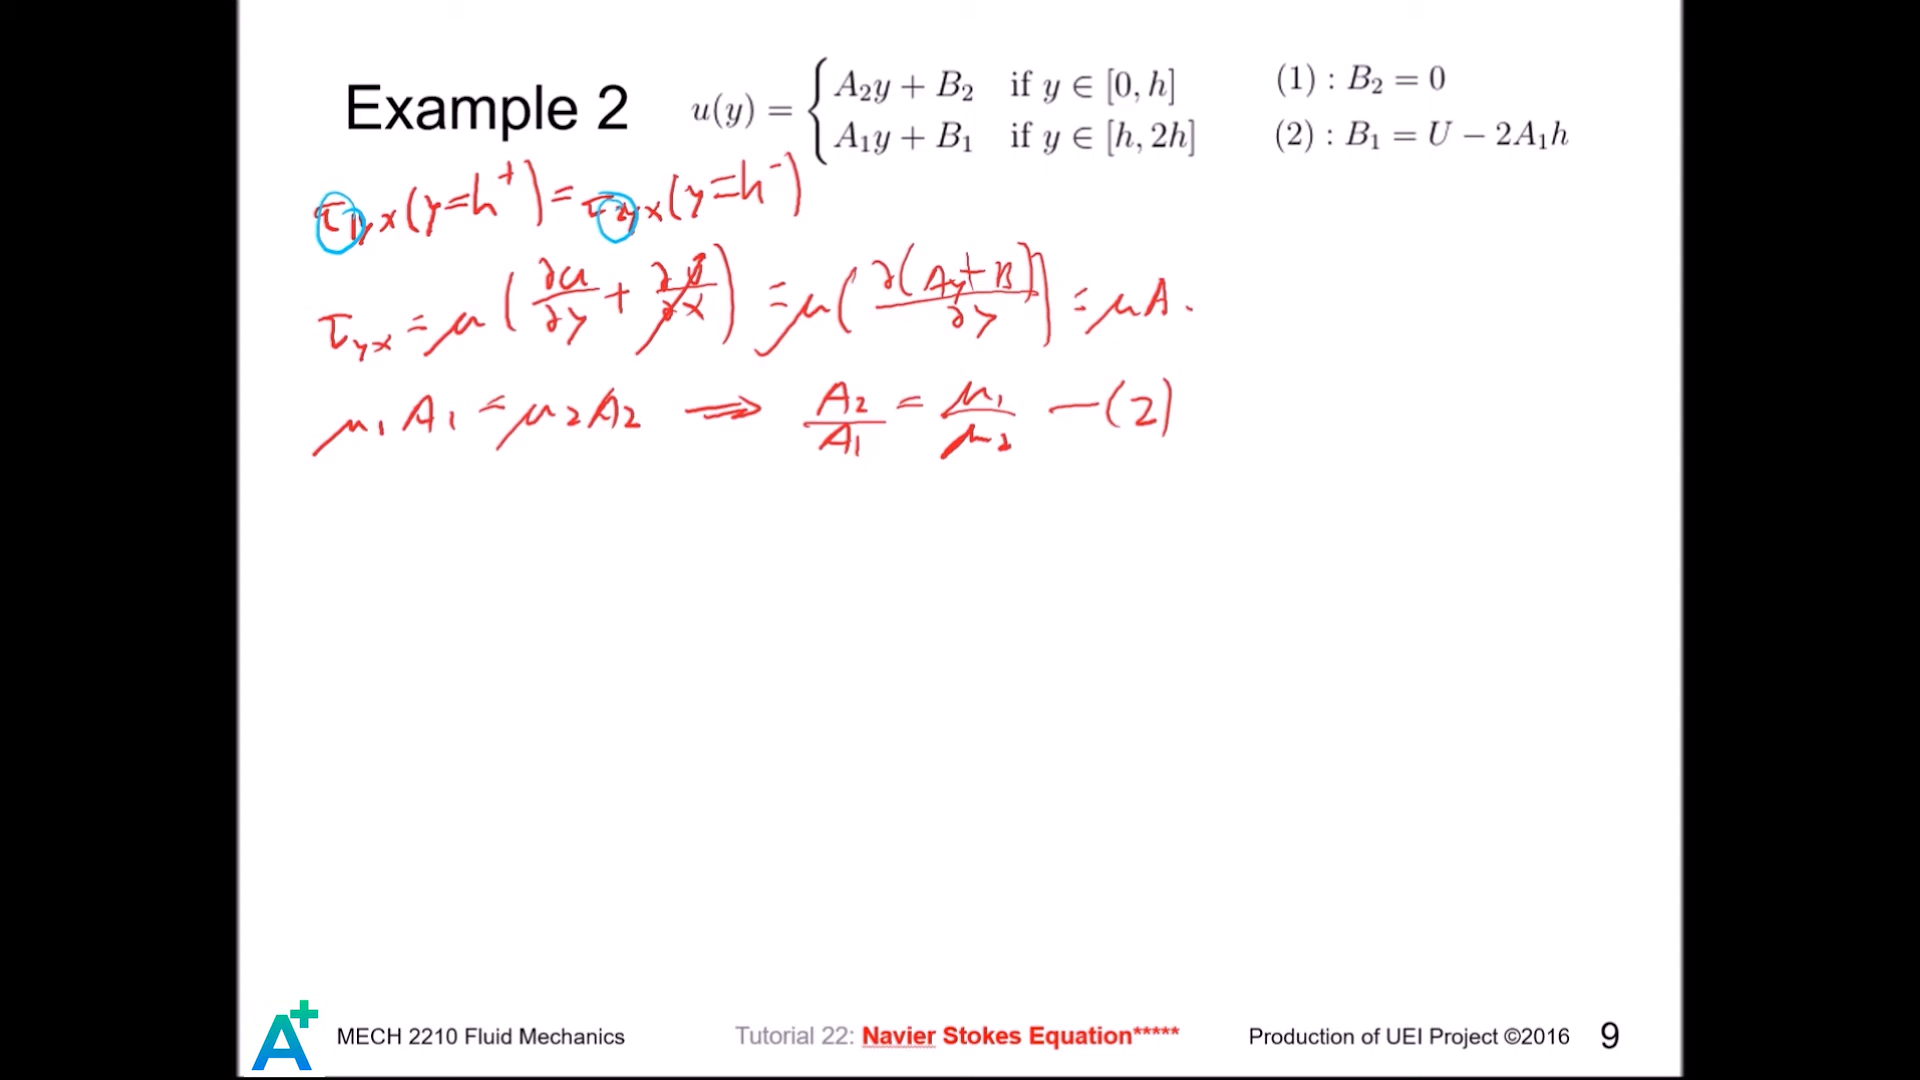 Example 2
u(y) = { A₂y + B₂ if y ∈ [0, h]
A₁y + B₁ if y ∈ [h, 2h]
(1) : B₂ = 0
(2) : B₁ = U − 2A₁h
τ₁yx(y=h⁺) = τ₂yx(y=h⁻)
τyx = μ(∂u/∂y + ∂v/∂x) = μ(∂(Ay+B)/∂y) = μA.
μ₁A₁ = μ₂A₂ ⟹ A₂/A₁ = μ₁/μ₂ —(2)
A+
MECH 2210 Fluid Mechanics
Tutorial 22: Navier Stokes Equation*****
Production of UEI Project ©2016
9